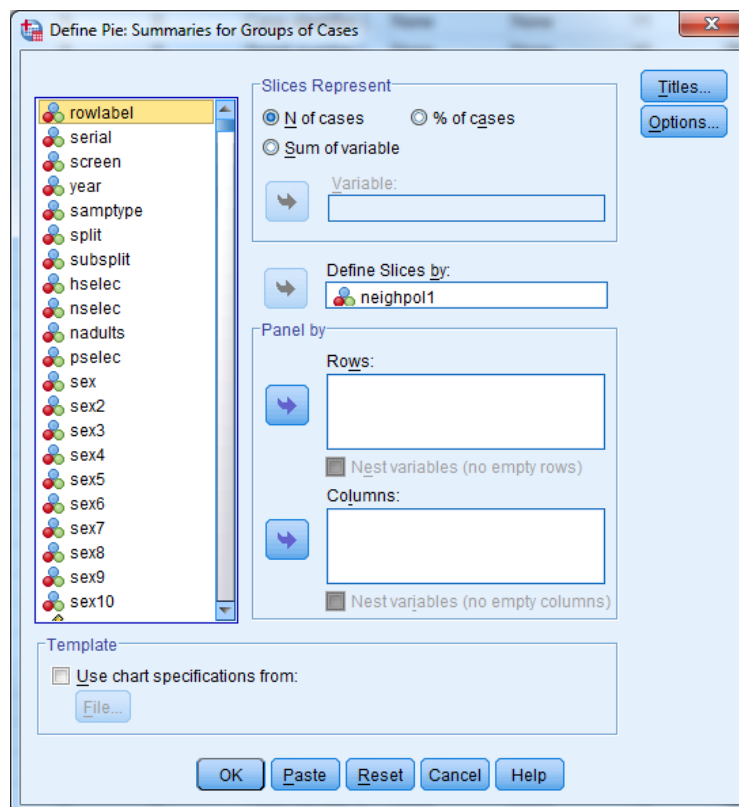 Define Pie: Summaries for Groups of Cases
rowlabel
serial
screen
year
samptype
split
subsplit
hselec
nselec
nadults
pselec
sex
sex2
sex3
sex4
sex5
sex6
sex7
sex8
sex9
sex10
Slices Represent
N of cases
% of cases
Sum of variable
Variable:
Define Slices by:
neighpol1
Panel by
Rows:
Nest variables (no empty rows)
Columns:
Nest variables (no empty columns)
Titles...
Options...
Template
Use chart specifications from:
File...
OK Paste Reset Cancel Help